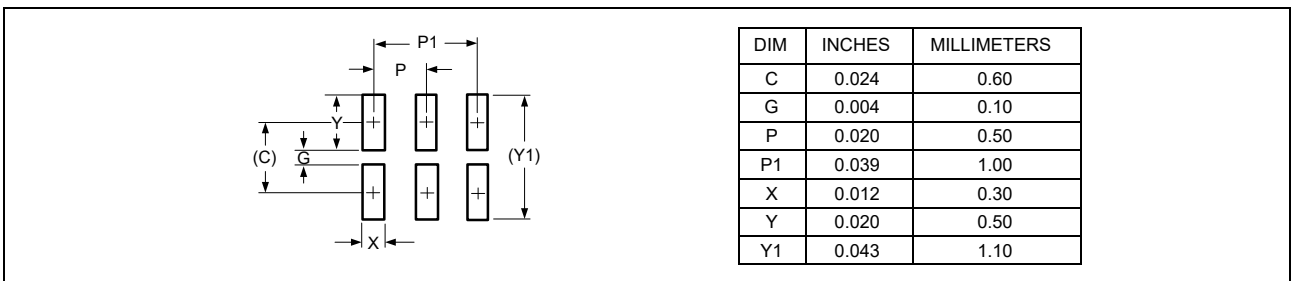 P1
P
Y
(C)
G
(Y1)
X
DIM INCHES MILLIMETERS
C 0.024 0.60
G 0.004 0.10
P 0.020 0.50
P1 0.039 1.00
X 0.012 0.30
Y 0.020 0.50
Y1 0.043 1.10